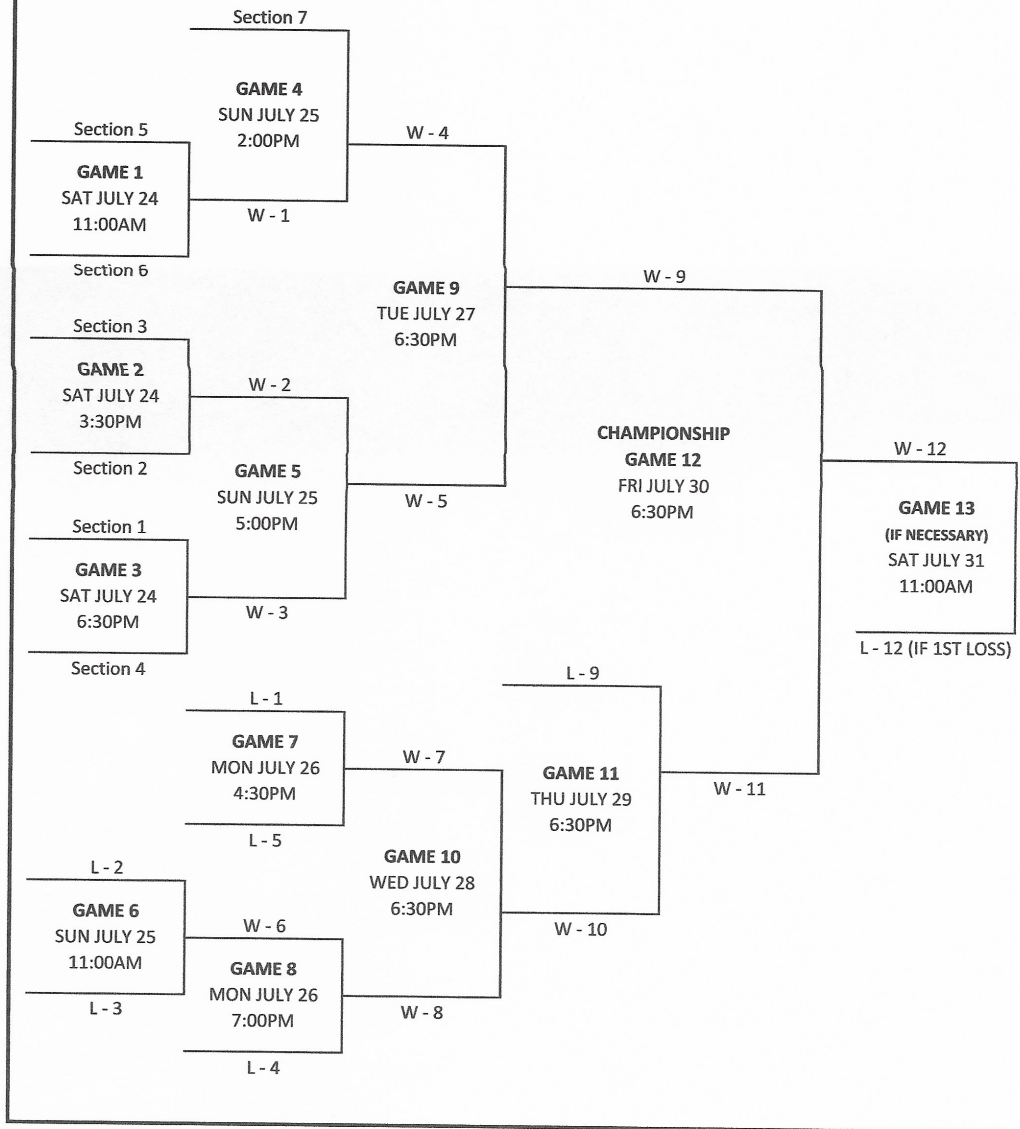 Section 7
GAME 4
SUN JULY 25
2:00PM
Section 5
W - 4
GAME 1
SAT JULY 24
11:00AM
W - 1
Section 6
W - 9
GAME 9
TUE JULY 27
6:30PM
Section 3
GAME 2
SAT JULY 24
3:30PM
W - 2
Section 2
CHAMPIONSHIP
GAME 12
FRI JULY 30
6:30PM
W - 12
GAME 5
SUN JULY 25
5:00PM
W - 5
GAME 13
(IF NECESSARY)
SAT JULY 31
11:00AM
Section 1
GAME 3
SAT JULY 24
6:30PM
W - 3
L - 12 (IF 1ST LOSS)
Section 4
L - 9
L - 1
GAME 7
MON JULY 26
4:30PM
W - 7
GAME 11
THU JULY 29
6:30PM
W - 11
L - 5
GAME 10
WED JULY 28
6:30PM
L - 2
GAME 6
SUN JULY 25
11:00AM
W - 6
W - 10
GAME 8
MON JULY 26
7:00PM
L - 3
W - 8
L - 4